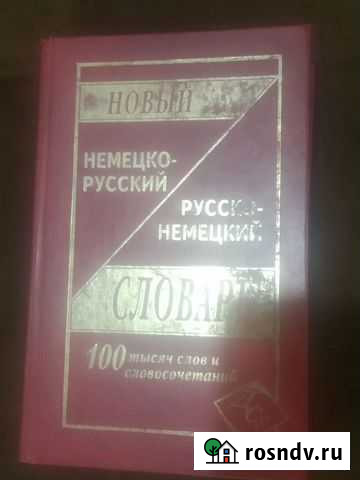 НОВЫЙ
НЕМЕЦКО-
РУССКИЙ
РУССКО-
НЕМЕЦКИЙ
СЛОВАРЬ
100 тысяч слов и
словосочетаний
rosndv.ru